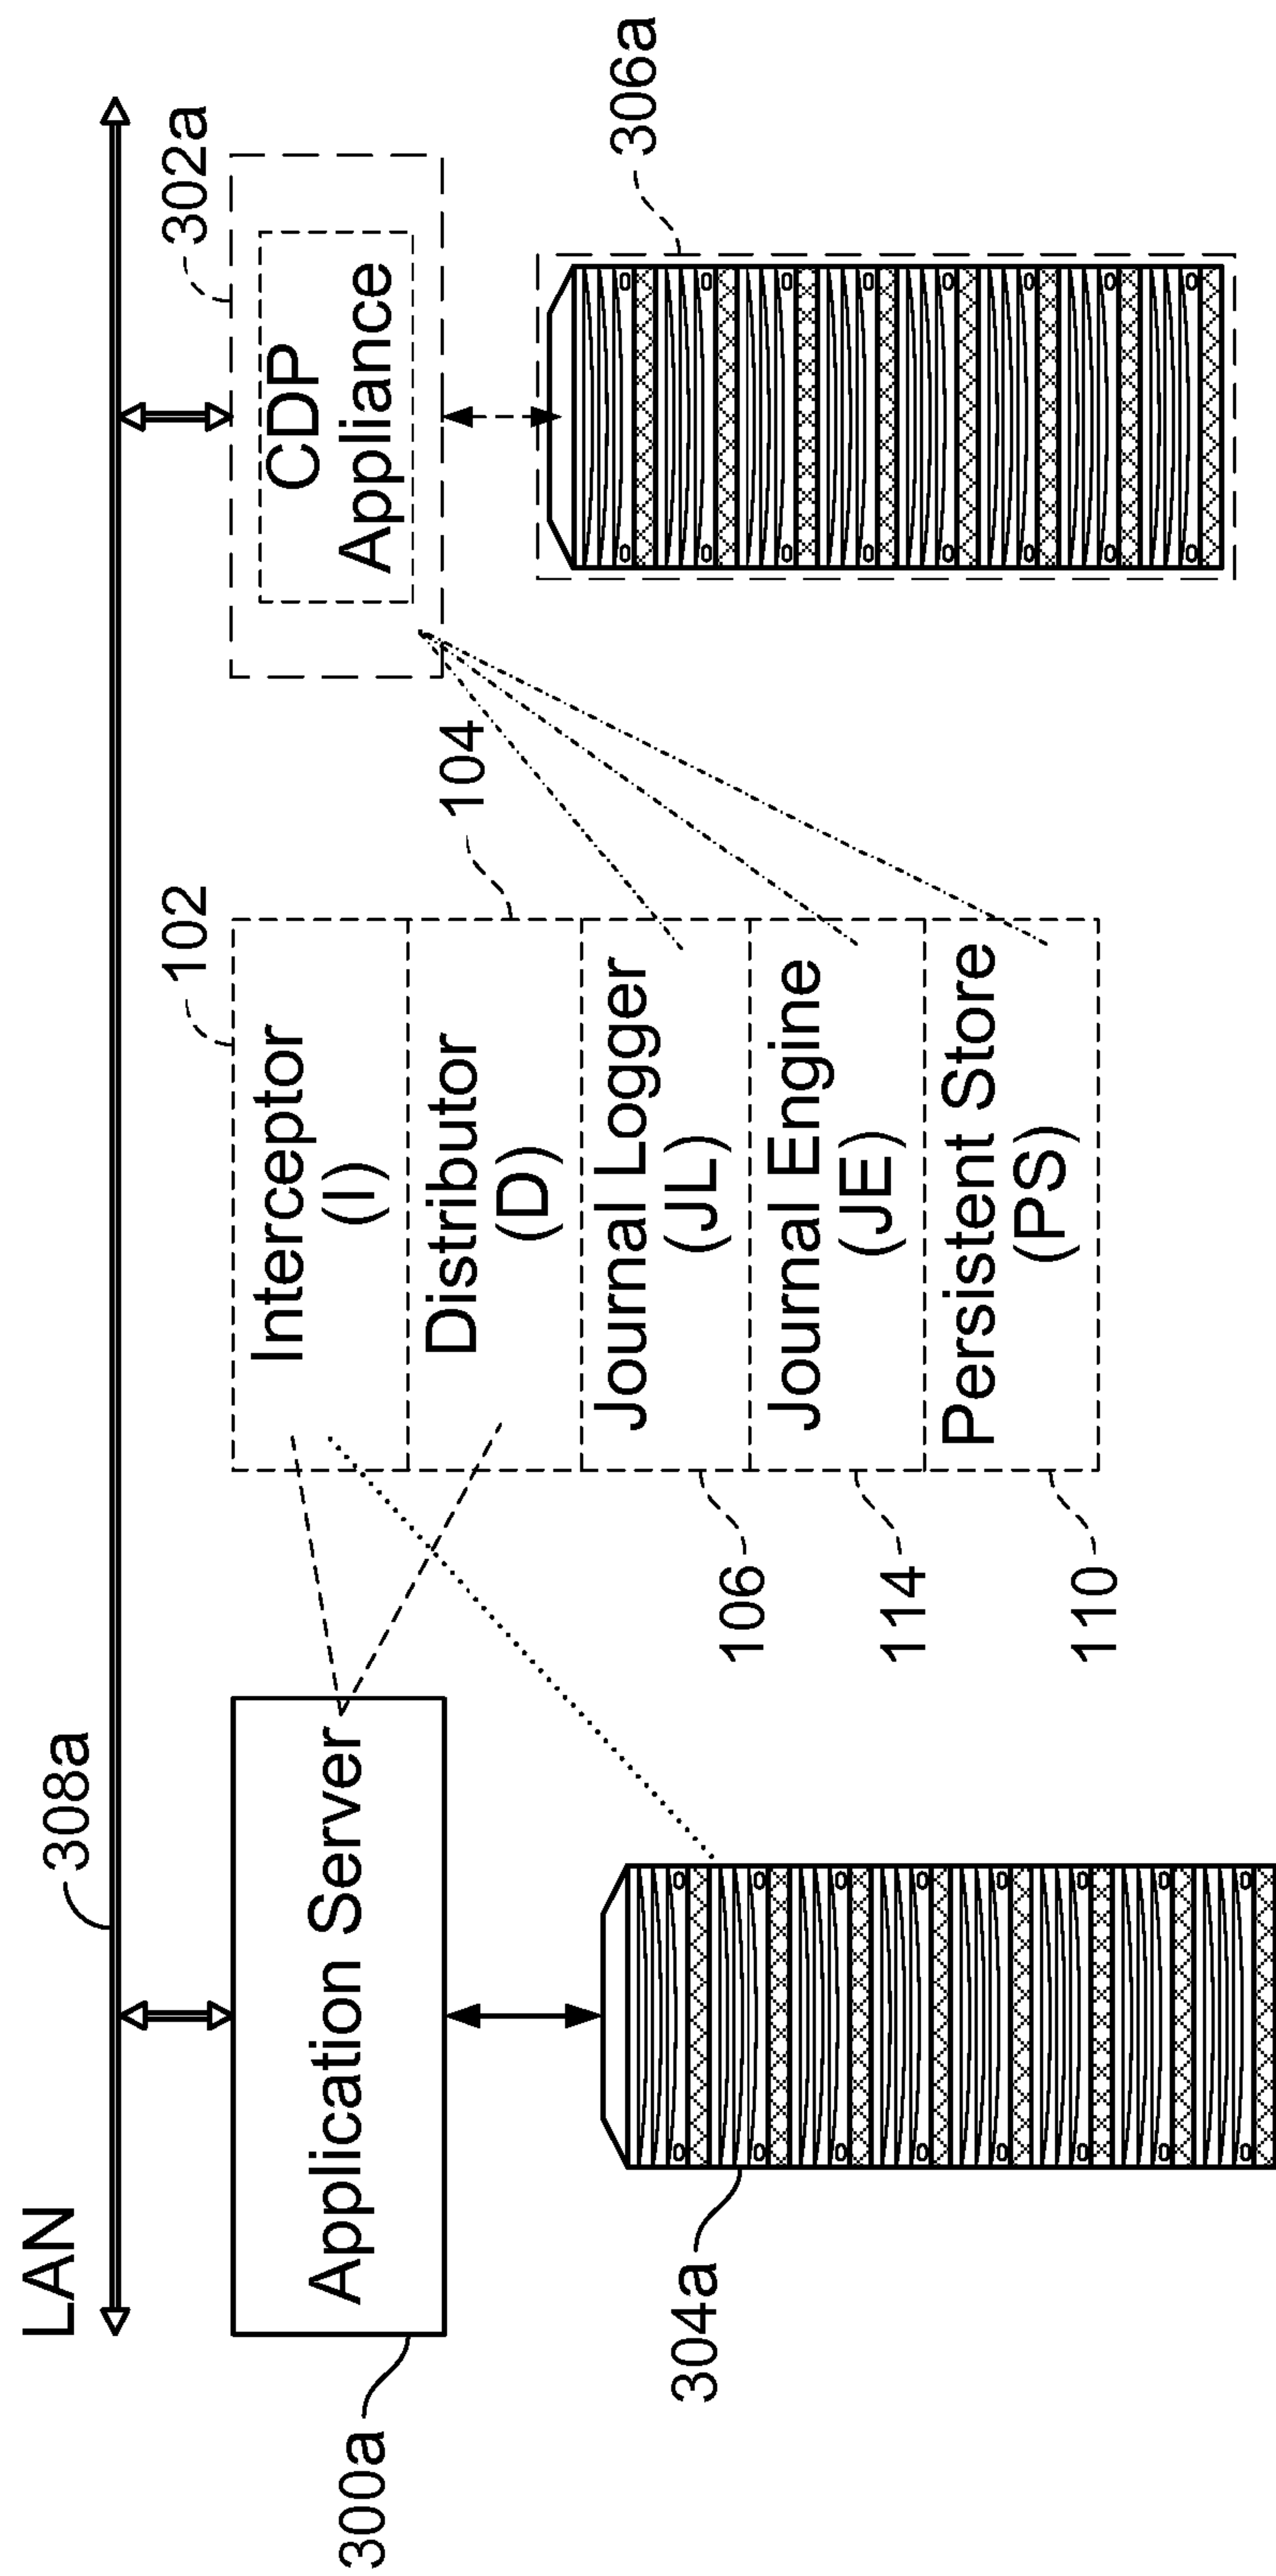 LAN
308a
302a
Application Server
300a
102
Interceptor
(I)
CDP
Appliance
104
Distributor
(D)
Journal Logger
(JL)
106
Journal Engine
(JE)
114
Persistent Store
(PS)
110
304a
306a